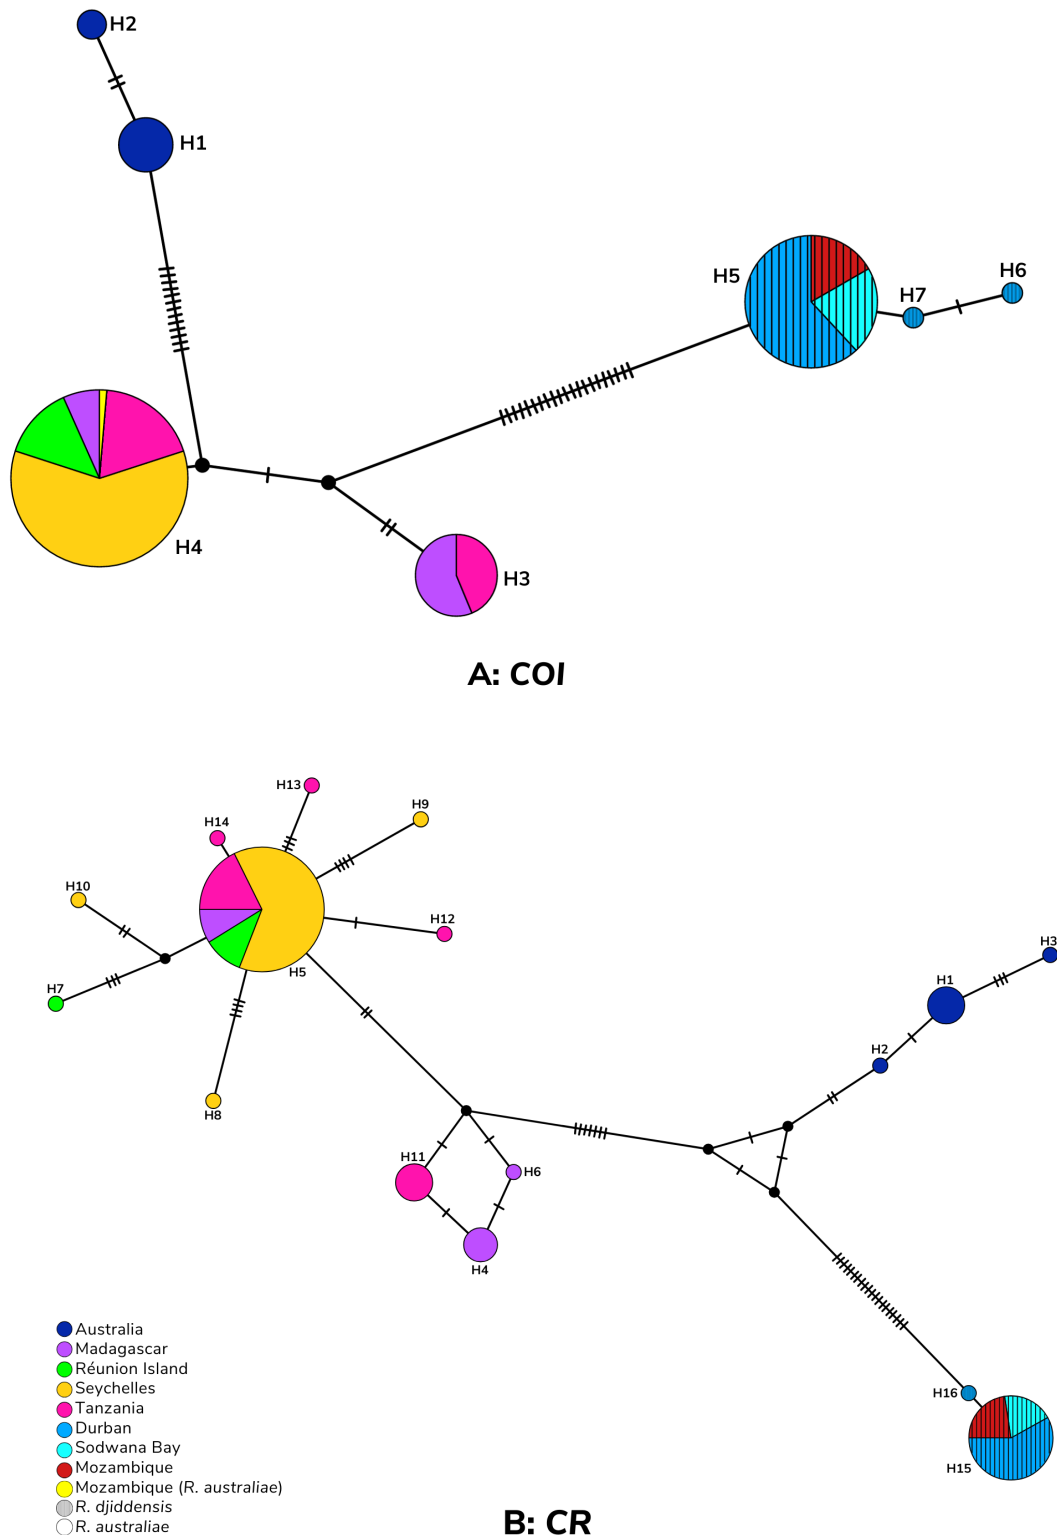 H2
H1
H5
H6
H7
H4
H3
A: COI
H13
H9
H14
H10
H12
H5
H7
H3
H1
H2
H8
H11
H6
H4
Australia
Madagascar
Réunion Island
Seychelles
Tanzania
Durban
Sodwana Bay
Mozambique
Mozambique (R. australiae)
R. djiddensis
R. australiae
H16
H15
B: CR